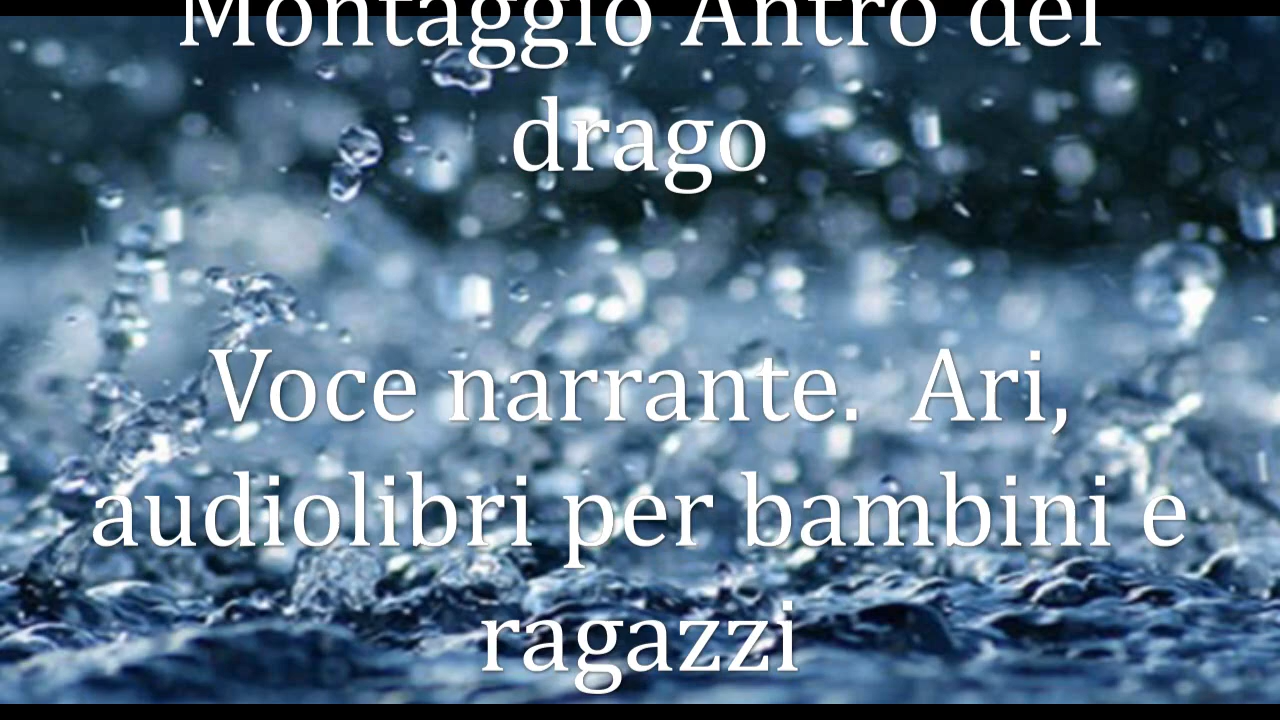 Montaggio Antro del
drago
Voce narrante.  Ari,
audiolibri per bambini e
ragazzi